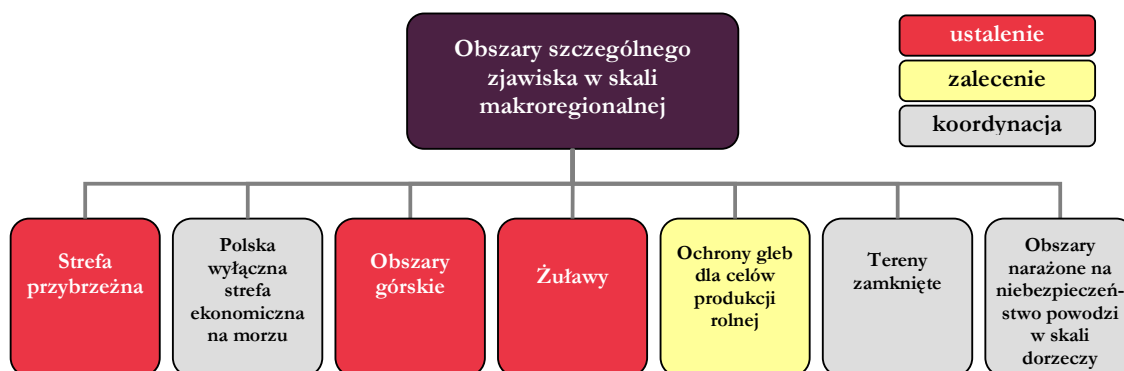 Obszary szczególnego
zjawiska w skali
makroregionalnej
ustalenie
zalecenie
koordynacja
Strefa
przybrzeżna
Polska
wyłączna
strefa
ekonomiczna
na morzu
Obszary
górskie
Żuławy
Ochrony gleb
dla celów
produkcji
rolnej
Tereny
zamknięte
Obszary
narażone na
niebezpieczeń-
stwo powodzi
w skali
dorzeczy